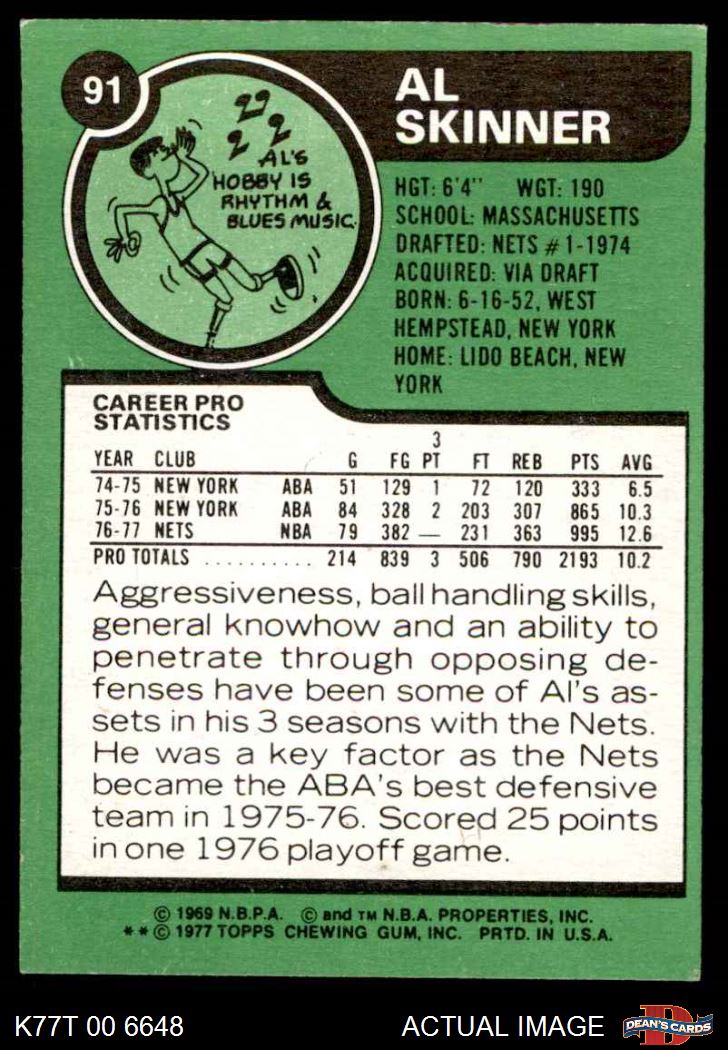 91
AL
SKINNER
AL'S
HOBBY IS
RHYTHM &
BLUES MUSIC.
HGT: 6'4" WGT: 190
SCHOOL: MASSACHUSETTS
DRAFTED: NETS #1-1974
ACQUIRED: VIA DRAFT
BORN: 6-16-52, WEST
HEMPSTEAD, NEW YORK
HOME: LIDO BEACH, NEW
YORK
CAREER PRO
STATISTICS
YEAR CLUB G FG 3 PT FT REB PTS AVG
74-75 NEW YORK ABA 51 129 1 72 120 333 6.5
75-76 NEW YORK ABA 84 328 2 203 307 865 10.3
76-77 NETS NBA 79 382 — 231 363 995 12.6
PRO TOTALS .......... 214 839 3 506 790 2193 10.2
Aggressiveness, ball handling skills,
general knowhow and an ability to
penetrate through opposing de-
fenses have been some of Al's as-
sets in his 3 seasons with the Nets.
He was a key factor as the Nets
became the ABA's best defensive
team in 1975-76. Scored 25 points
in one 1976 playoff game.
© 1969 N.B.P.A. © and TM N.B.A. PROPERTIES, INC.
**© 1977 TOPPS CHEWING GUM, INC. PRTD. IN U.S.A.
K77T 00 6648 ACTUAL IMAGE DEAN'S CARDS